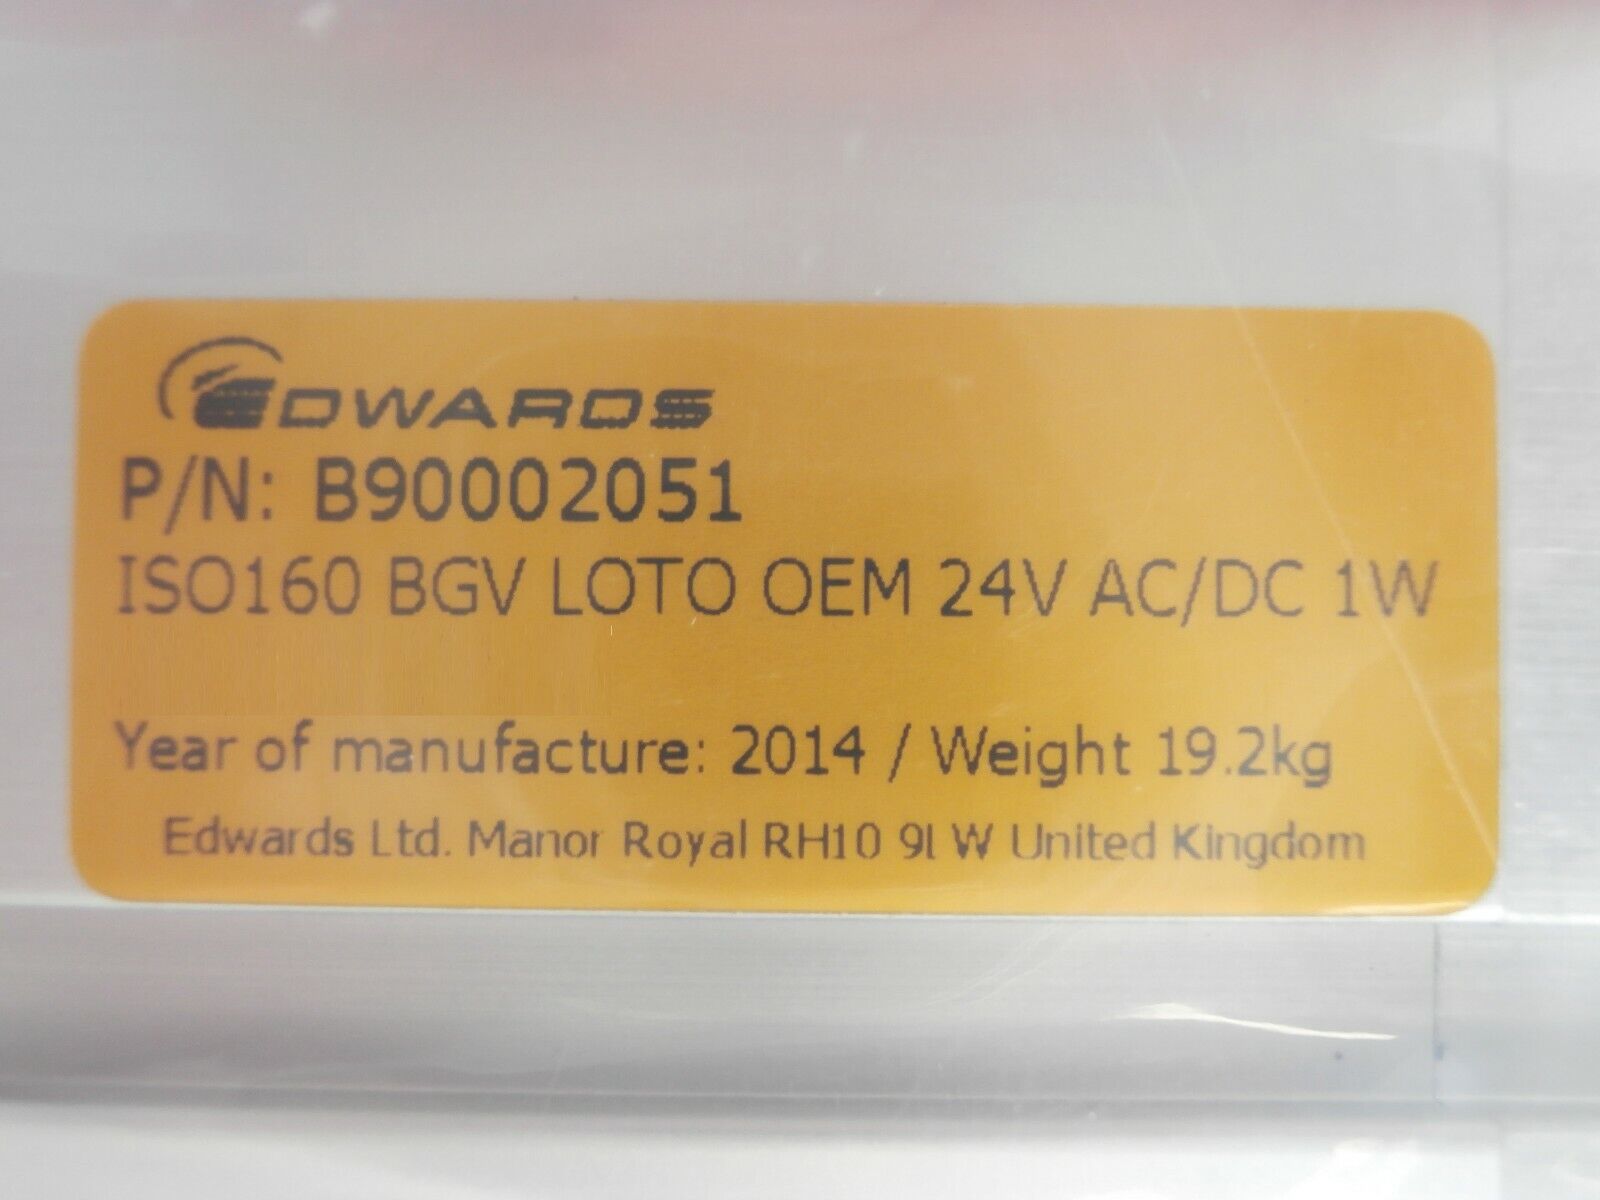 EDWARDS
P/N: B90002051
ISO160 BGV LOTO OEM 24V AC/DC 1W
Year of manufacture: 2014 / Weight 19.2kg
Edwards Ltd. Manor Royal RH10 9LW United Kingdom